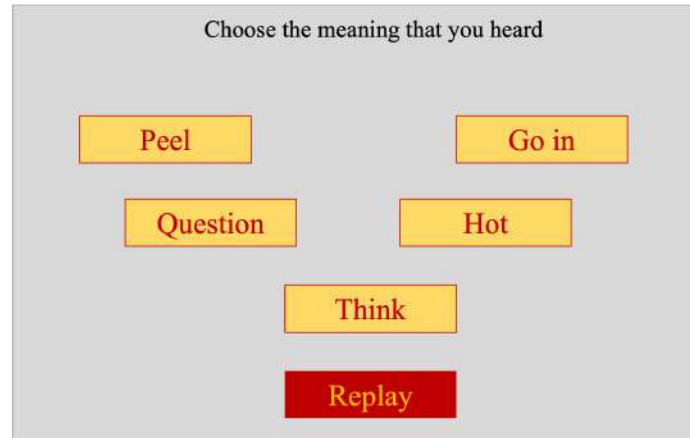 Choose the meaning that you heard
Peel
Go in
Question
Hot
Think
Replay